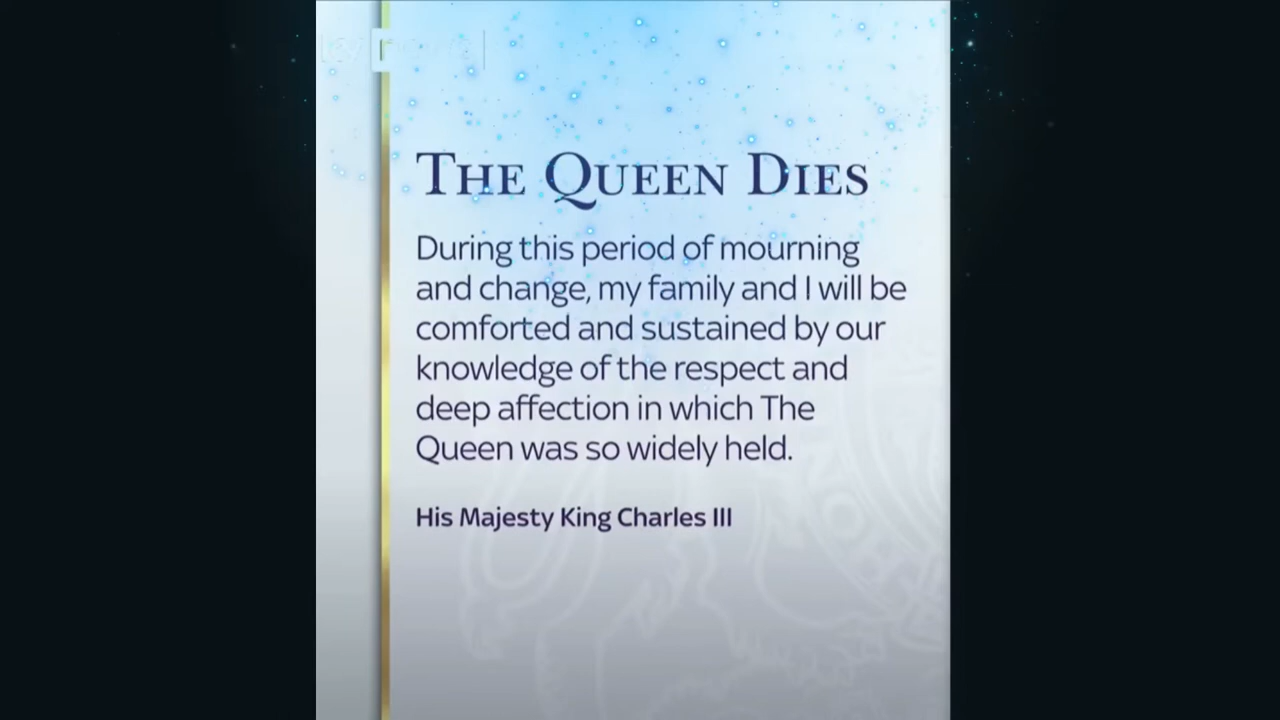 THE QUEEN DIES
During this period of mourning
and change, my family and I will be
comforted and sustained by our
knowledge of the respect and
deep affection in which The
Queen was so widely held.
His Majesty King Charles III